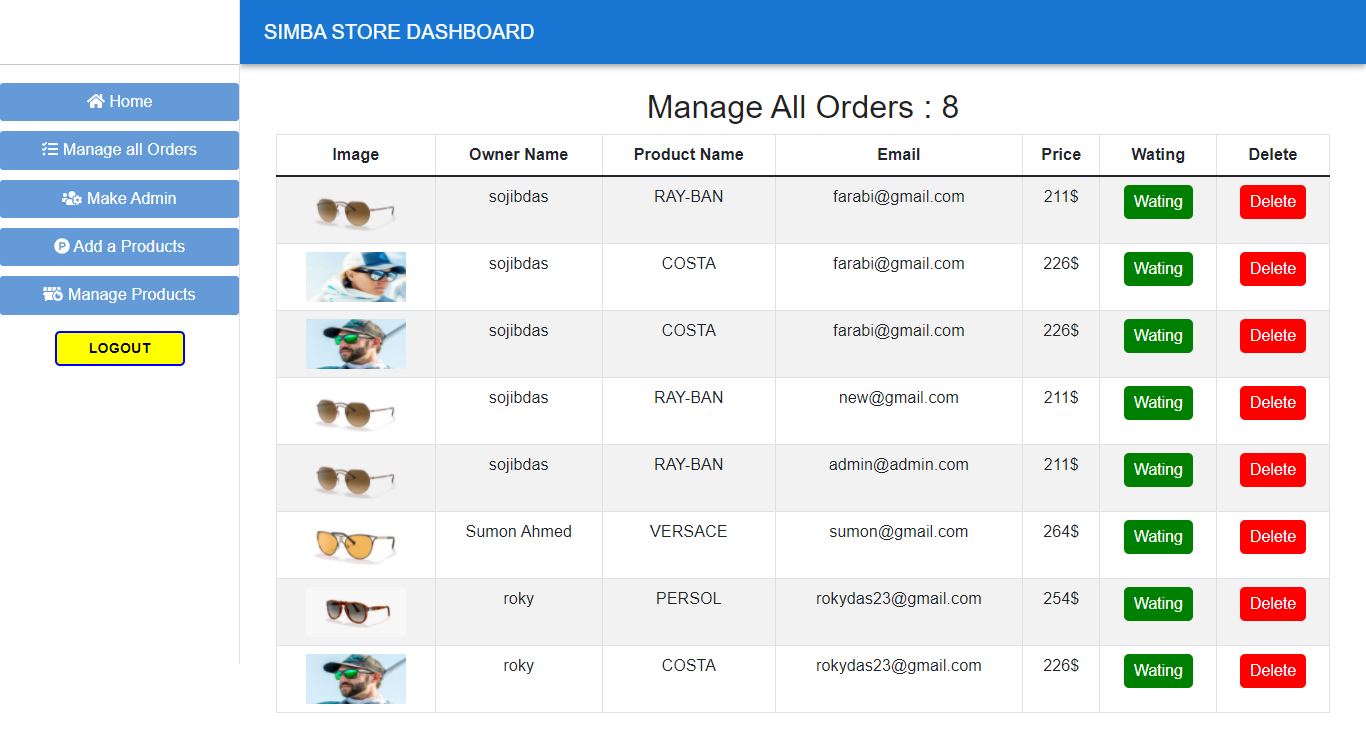 SIMBA STORE DASHBOARD
Home
Manage all Orders
Make Admin
Add a Products
Manage Products
LOGOUT
Manage All Orders : 8
Image Owner Name Product Name Email Price Wating Delete
sojibdas RAY-BAN farabi@gmail.com 211$ Wating Delete
sojibdas COSTA farabi@gmail.com 226$ Wating Delete
sojibdas COSTA farabi@gmail.com 226$ Wating Delete
sojibdas RAY-BAN new@gmail.com 211$ Wating Delete
sojibdas RAY-BAN admin@admin.com 211$ Wating Delete
Sumon Ahmed VERSACE sumon@gmail.com 264$ Wating Delete
roky PERSOL rokydas23@gmail.com 254$ Wating Delete
roky COSTA rokydas23@gmail.com 226$ Wating Delete